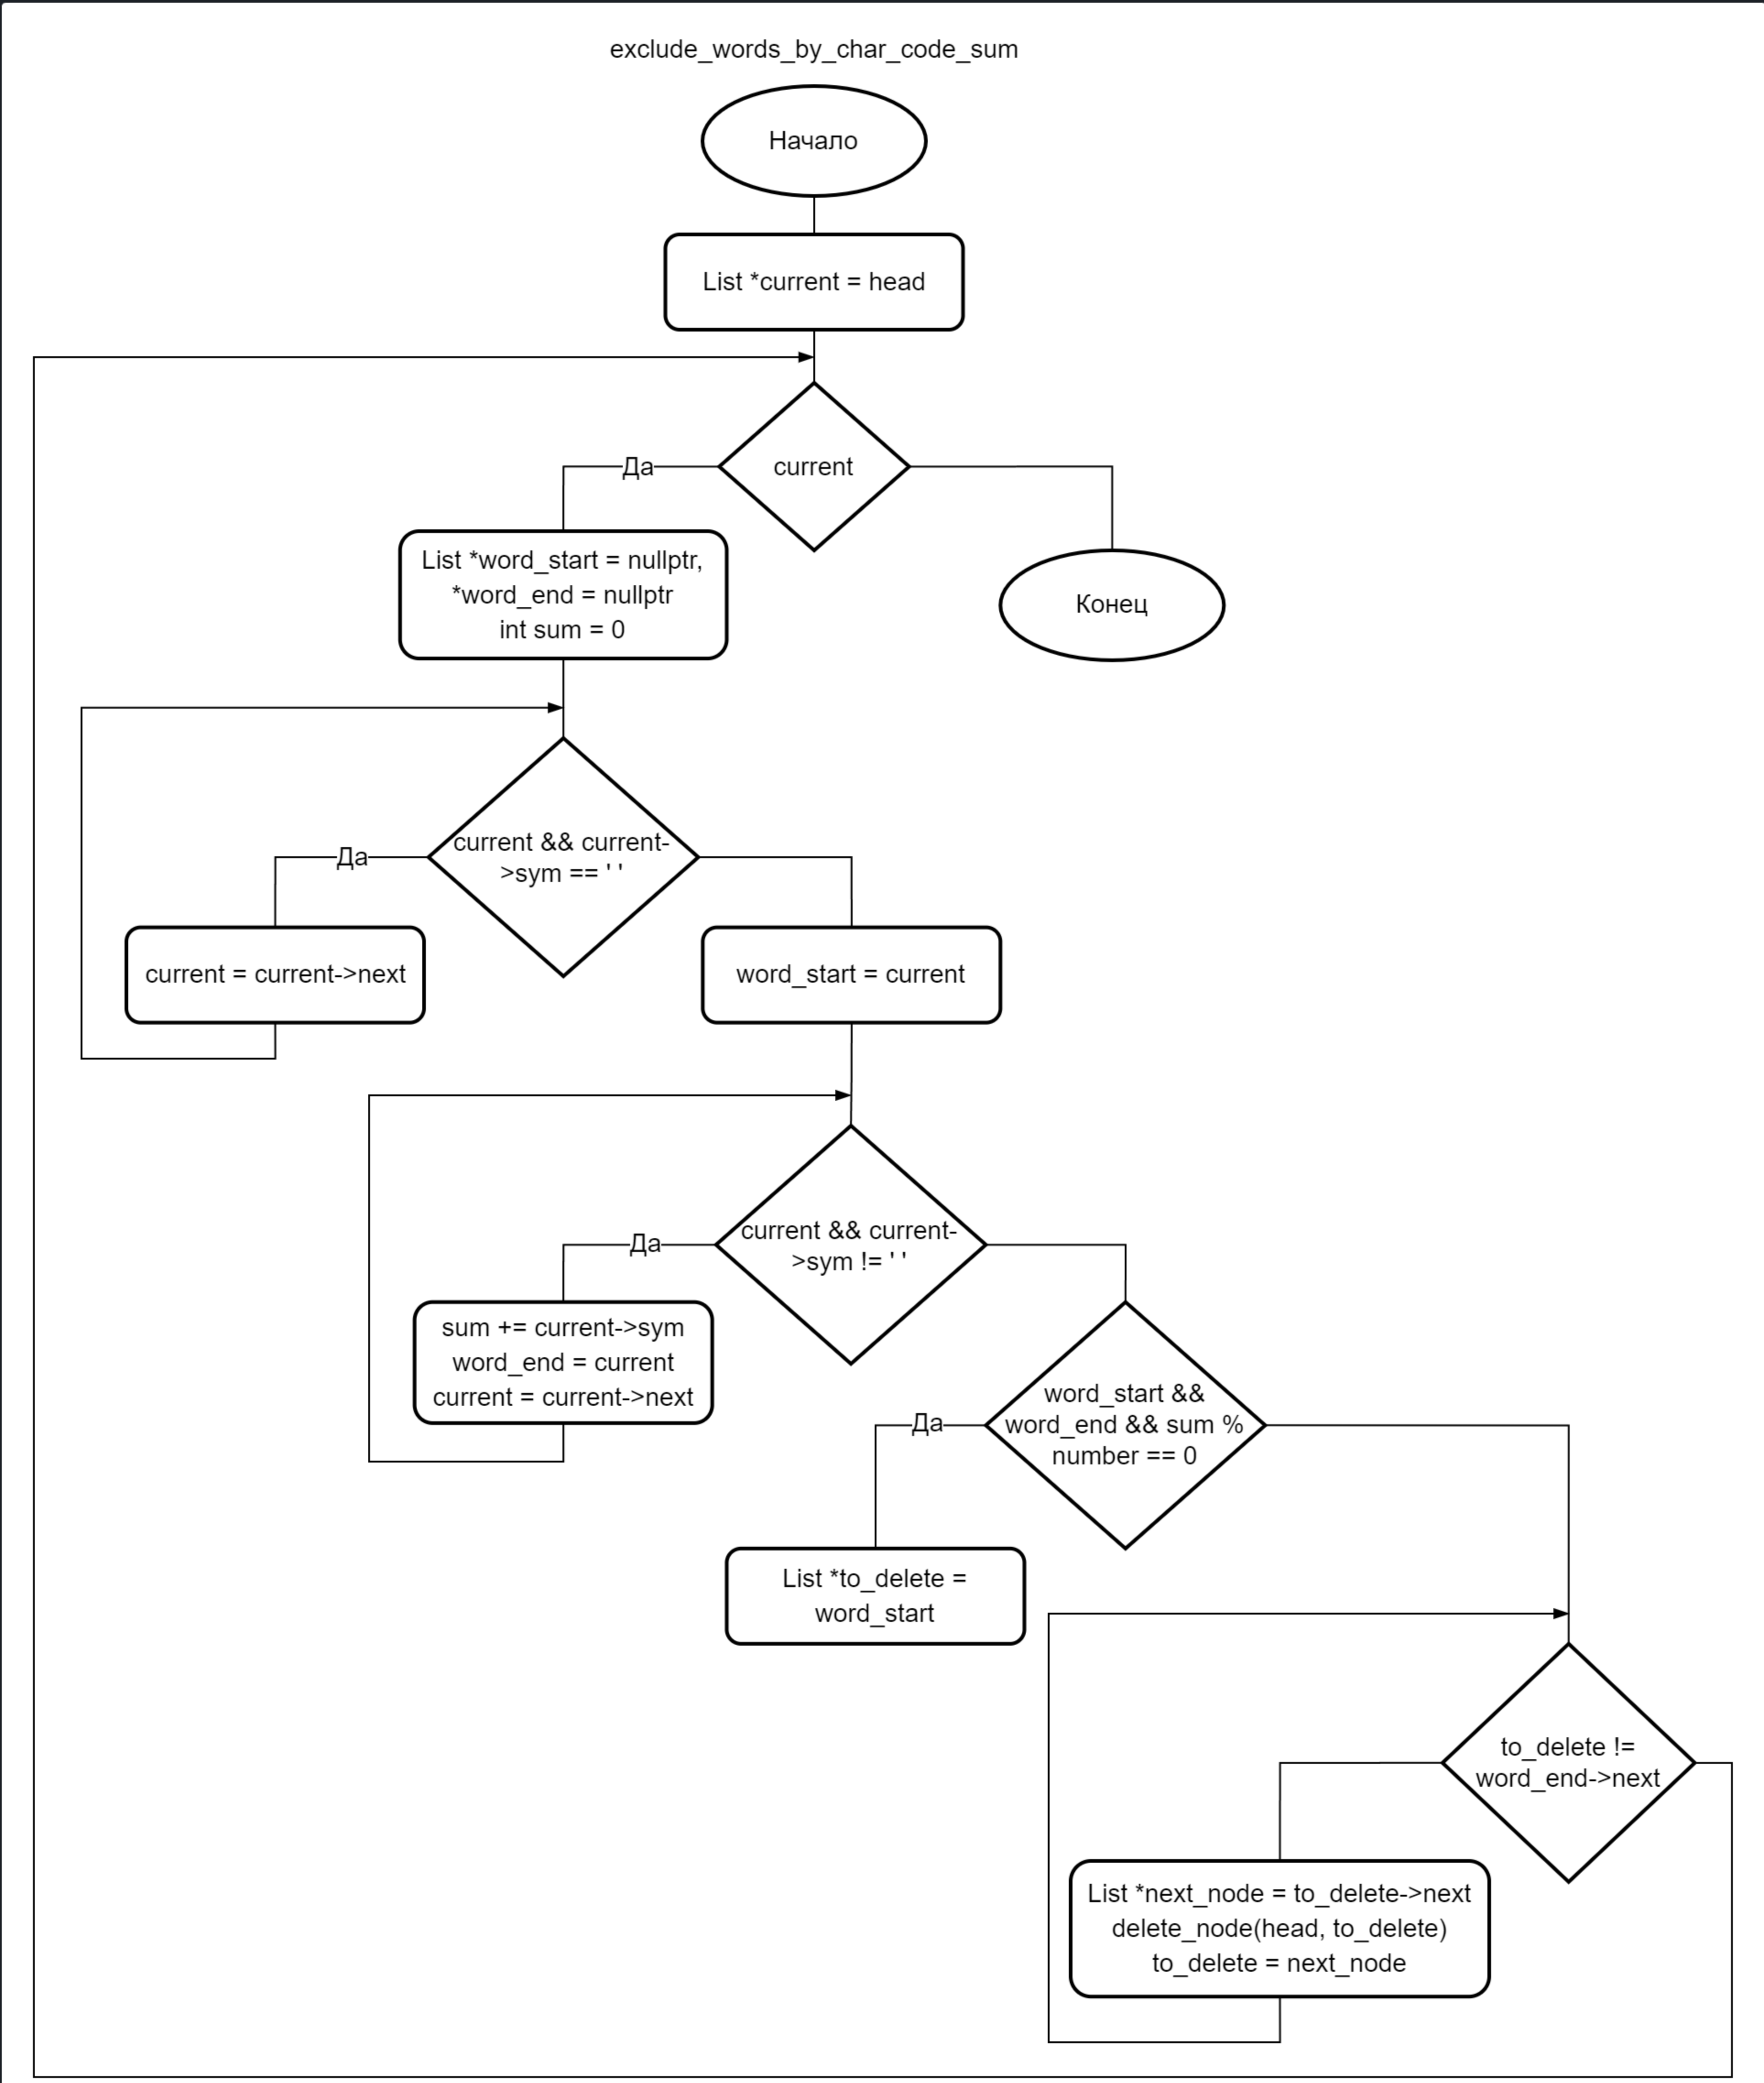 exclude_words_by_char_code_sum
Начало
List *current = head
current
Да
List *word_start = nullptr,
*word_end = nullptr
int sum = 0
Конец
current && current-
>sym == ' '
Да
current = current->next
word_start = current
current && current-
>sym != ' '
Да
sum += current->sym
word_end = current
current = current->next
word_start &&
word_end && sum %
number == 0
Да
List *to_delete =
word_start
to_delete !=
word_end->next
List *next_node = to_delete->next
delete_node(head, to_delete)
to_delete = next_node